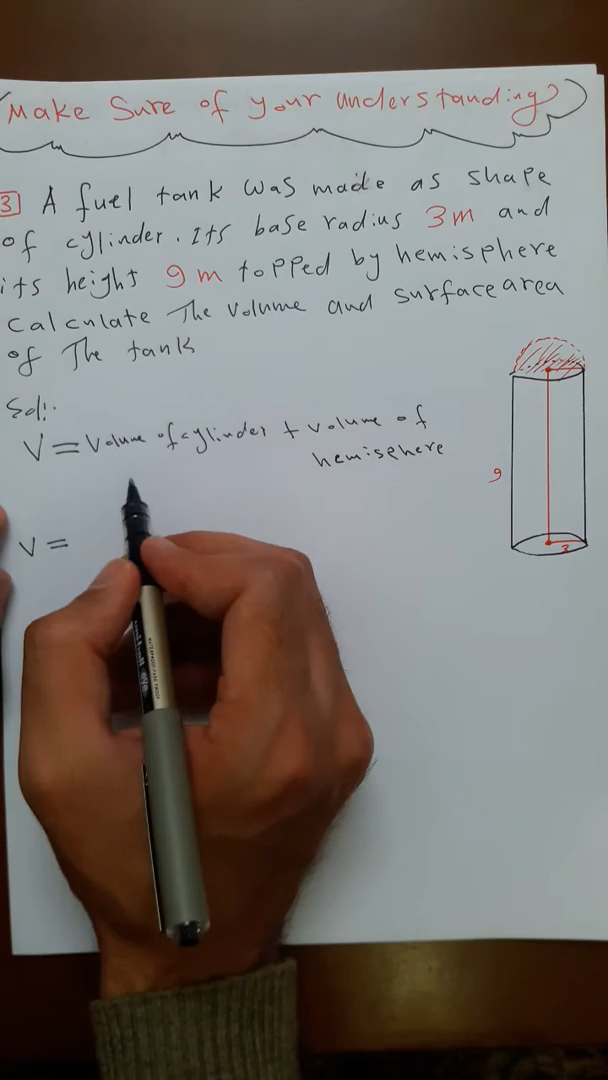 Make Sure of your understanding
3 A fuel tank was made as shape
of cylinder. Its base radius 3m and
its height 9 m topped by hemisphere
Calculate The volume and surface area
of The tank
Sol:.
V = Volume of cylinder + volume of
hemisehere
9
V =
3